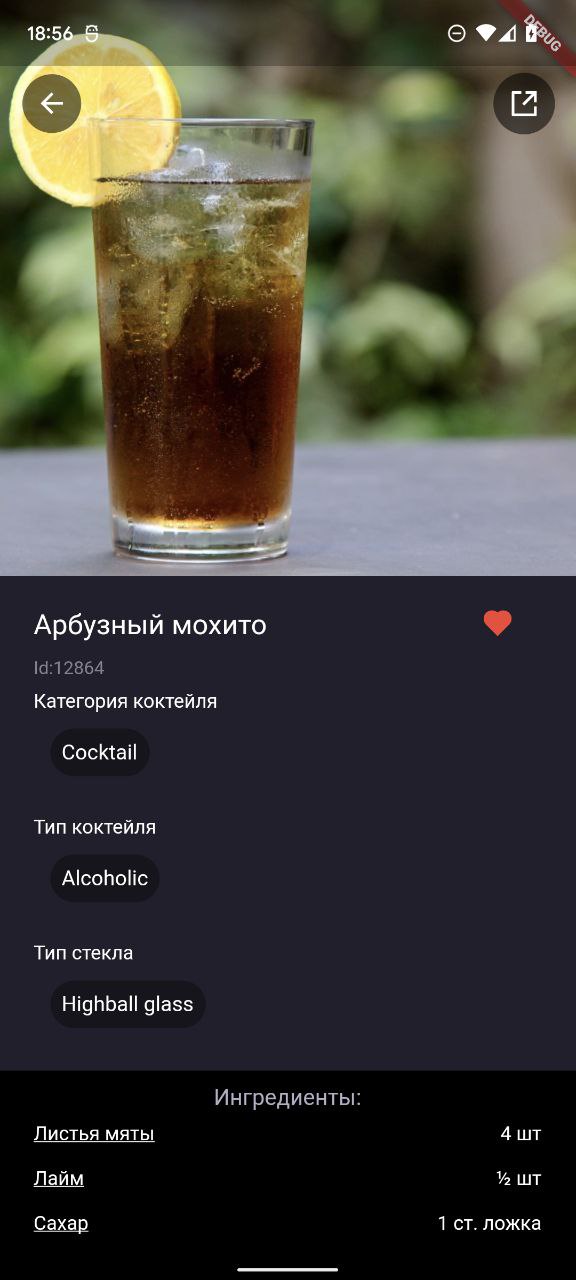 18:56
DEBUG
Арбузный мохито
Id:12864
Категория коктейля
Cocktail
Тип коктейля
Alcoholic
Тип стекла
Highball glass
Ингредиенты:
Листья мяты 4 шт
Лайм ½ шт
Сахар 1 ст. ложка